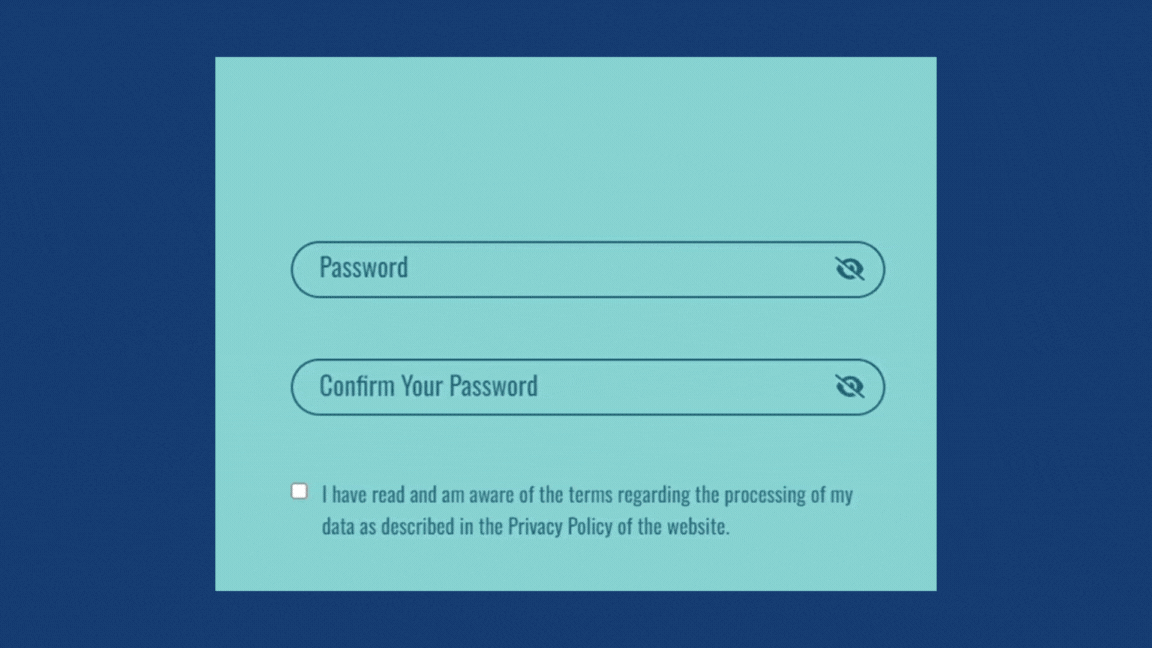 Password
Confirm Your Password
I have read and am aware of the terms regarding the processing of my
data as described in the Privacy Policy of the website.